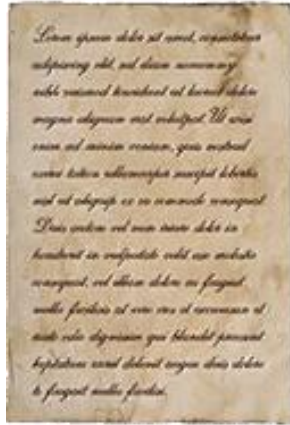 Lorem ipsum dolor sit amet, consectetuer
adipiscing elit, sed diam nonummy
nibh euismod tincidunt ut laoreet dolore
magna aliquam erat volutpat. Ut wisi
enim ad minim veniam, quis nostrud
exerci tation ullamcorper suscipit lobortis
nisl ut aliquip ex ea commodo consequat.
Duis autem vel eum iriure dolor in
hendrerit in vulputate velit esse molestie
consequat, vel illum dolore eu feugiat
nulla facilisis at vero eros et accumsan et
iusto odio dignissim qui blandit praesent
luptatum zzril delenit augue duis dolore
te feugait nulla facilisi.